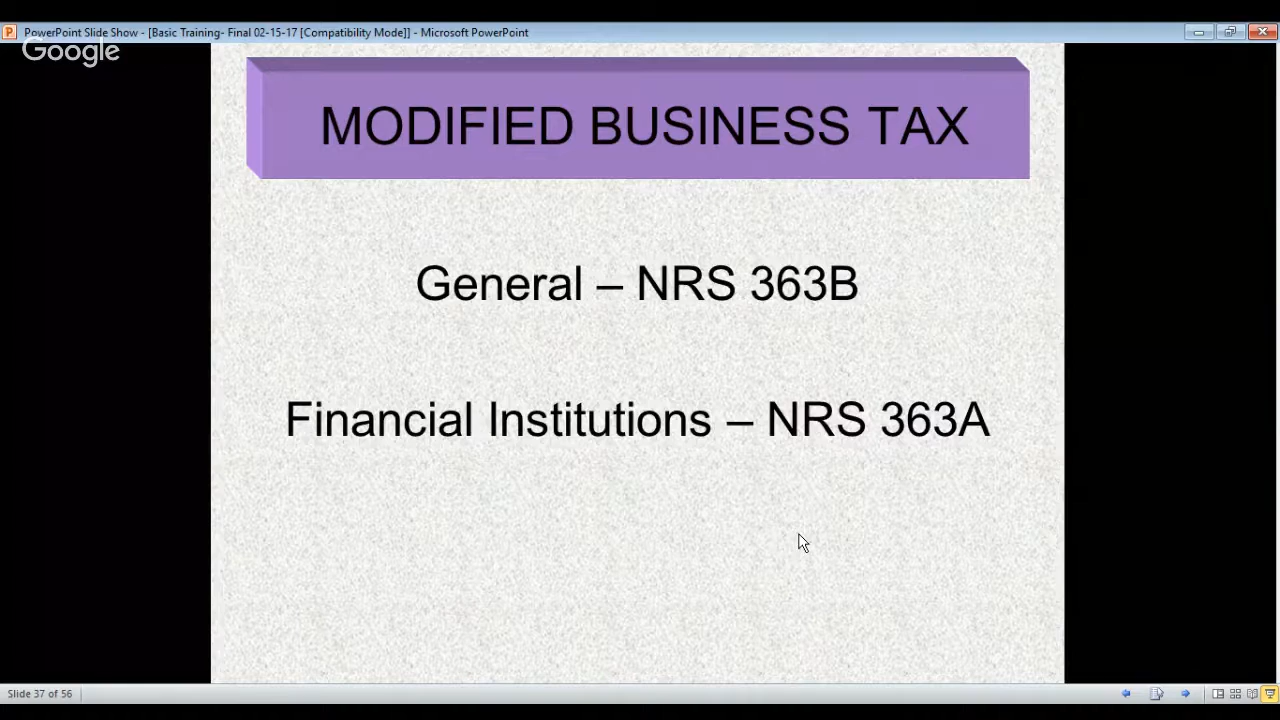 PowerPoint Slide Show - [Basic Training- Final 02-15-17 [Compatibility Mode]] - Microsoft PowerPoint
Google
MODIFIED BUSINESS TAX
General – NRS 363B
Financial Institutions – NRS 363A
Slide 37 of 56